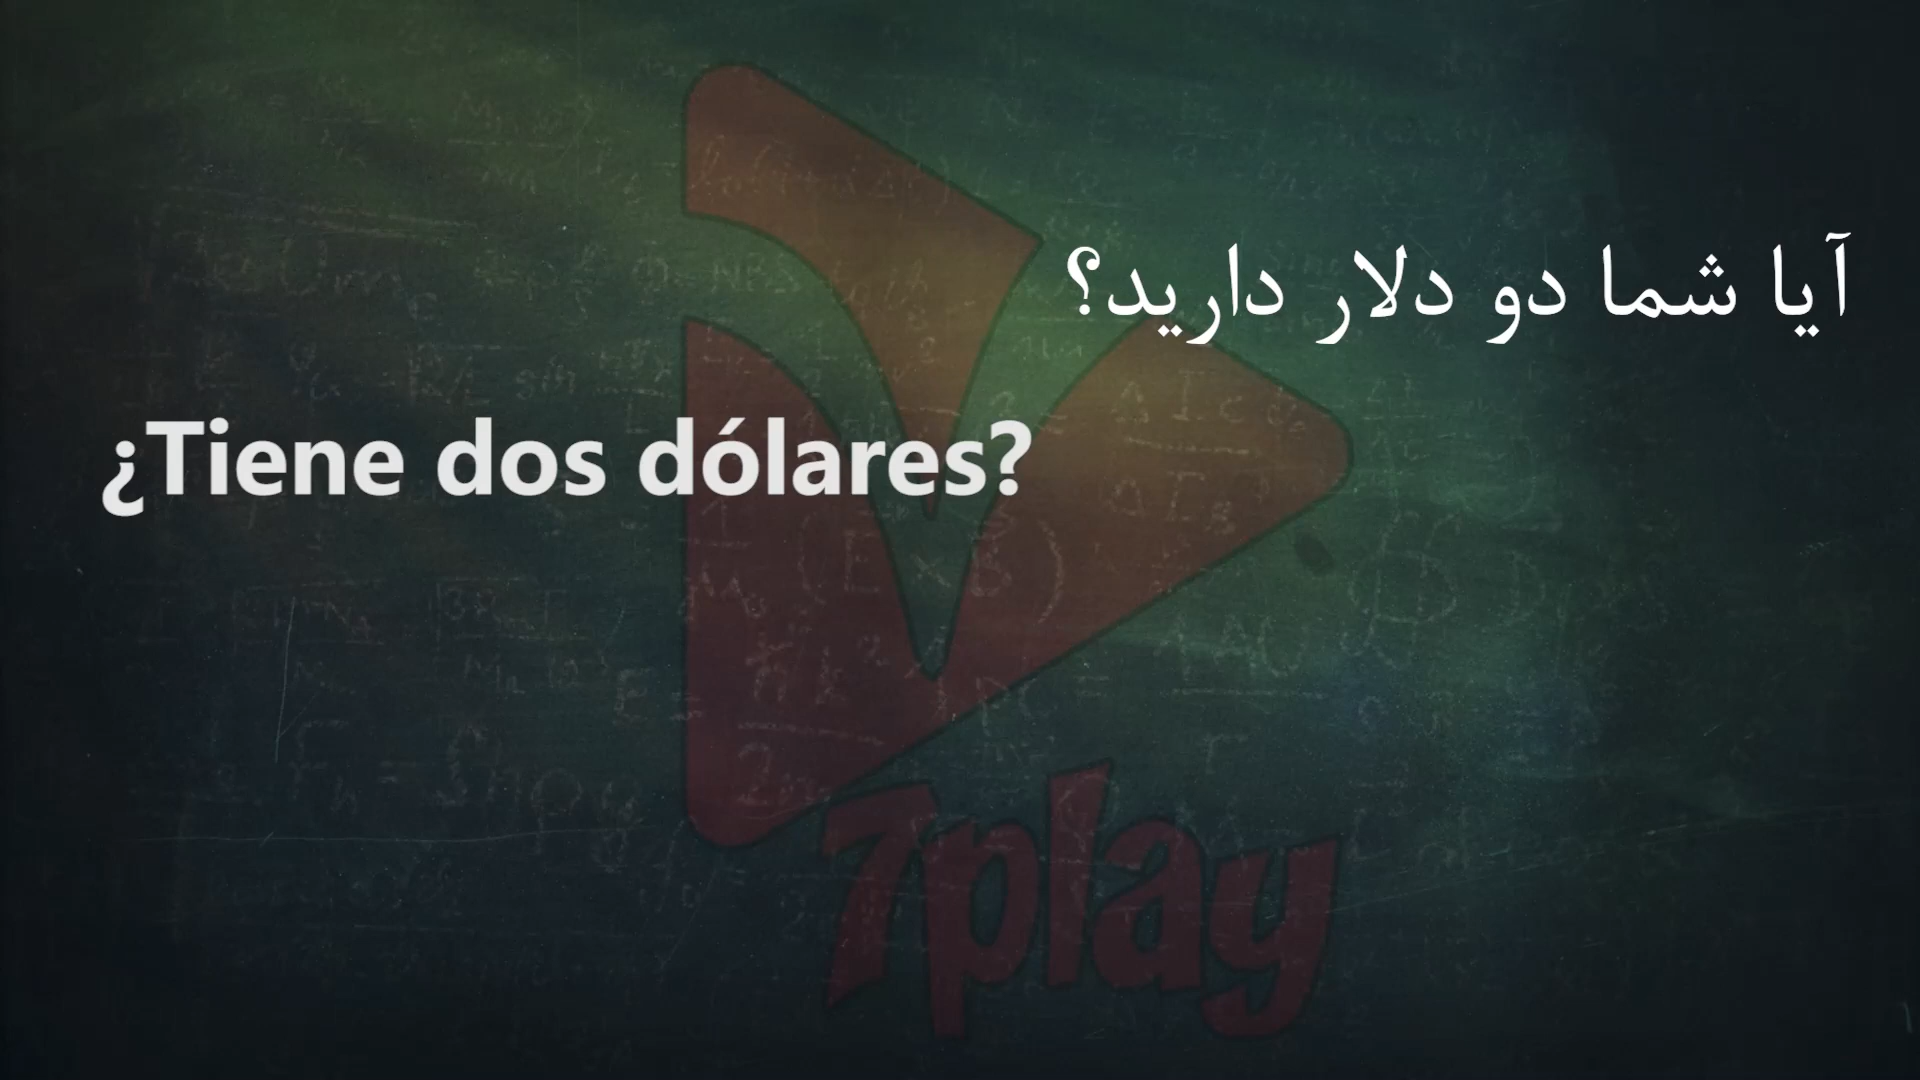 آیا شما دو دلار دارید؟
¿Tiene dos dólares?
7play